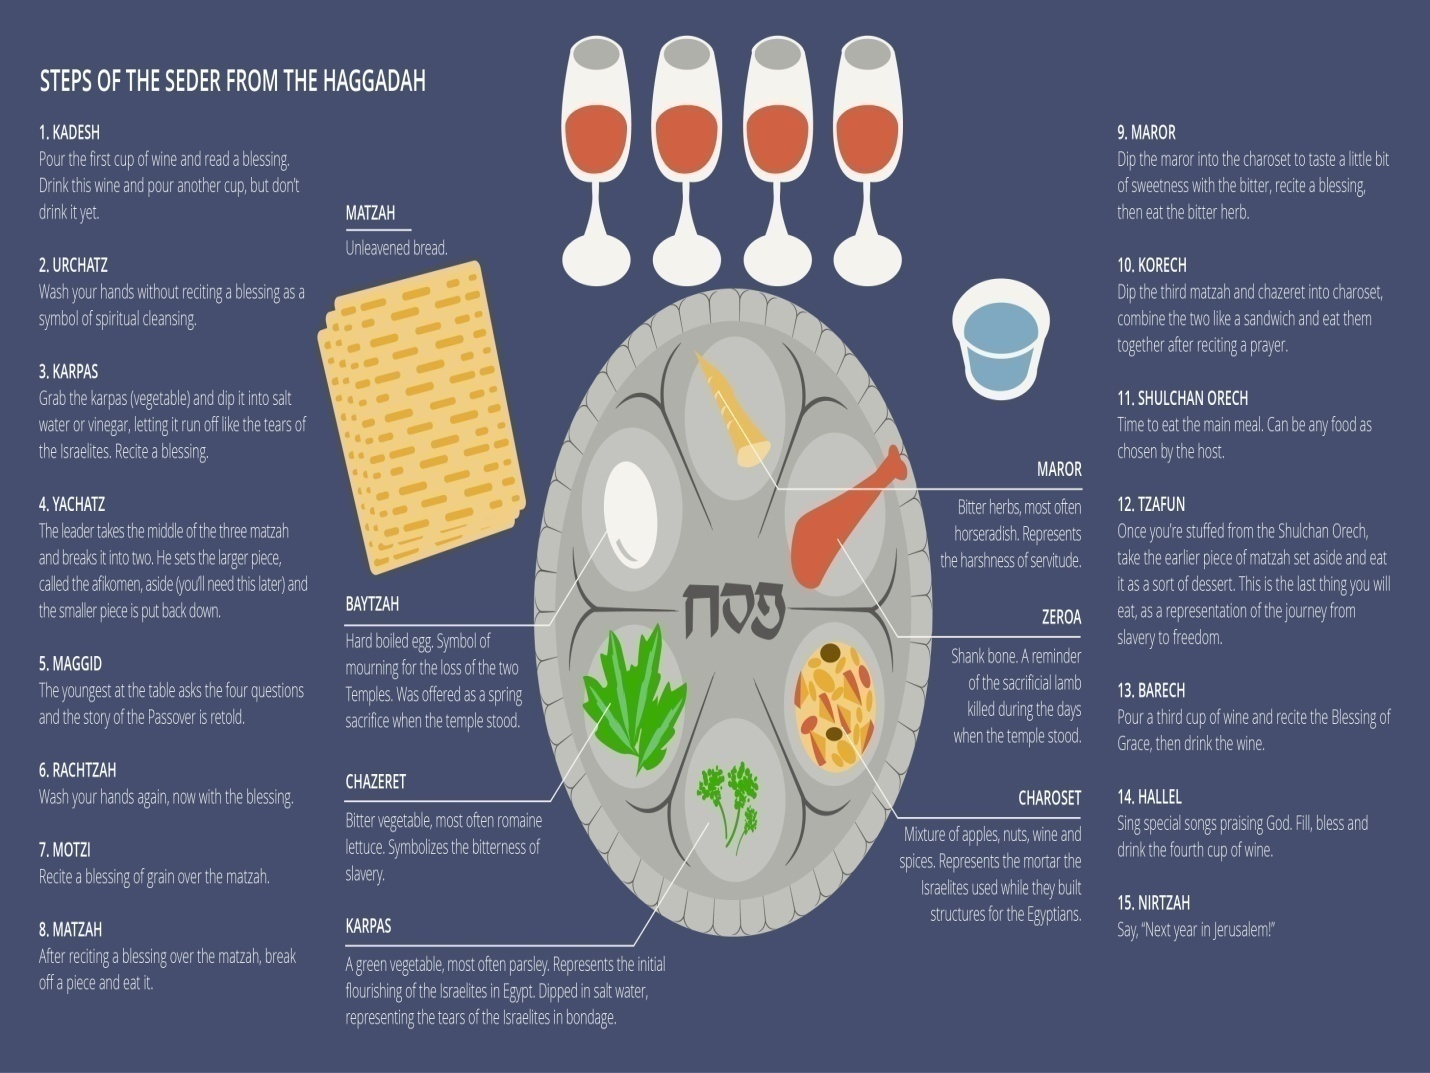 STEPS OF THE SEDER FROM THE HAGGADAH
1. KADESH
Pour the first cup of wine and read a blessing.
Drink this wine and pour another cup, but don't
drink it yet.
2. URCHATZ
Wash your hands without reciting a blessing as a
symbol of spiritual cleansing.
3. KARPAS
Grab the karpas (vegetable) and dip it into salt
water or vinegar, letting it run off like the tears of
the Israelites. Recite a blessing.
4. YACHATZ
The leader takes the middle of the three matzah
and breaks it into two. He sets the larger piece,
called the afikomen, aside (you'll need this later) and
the smaller piece is put back down.
5. MAGGID
The youngest at the table asks the four questions
and the story of the Passover is retold.
6. RACHTZAH
Wash your hands again, now with the blessing.
7. MOTZI
Recite a blessing of grain over the matzah.
8. MATZAH
After reciting a blessing over the matzah, break
off a piece and eat it.
MATZAH
Unleavened bread.
BAYTZAH
Hard boiled egg. Symbol of
mourning for the loss of the two
Temples. Was offered as a spring
sacrifice when the temple stood.
CHAZERET
Bitter vegetable, most often romaine
lettuce. Symbolizes the bitterness of
slavery.
KARPAS
A green vegetable, most often parsley. Represents the initial
flourishing of the Israelites in Egypt. Dipped in salt water,
representing the tears of the Israelites in bondage.
פסח
MAROR
Bitter herbs, most often
horseradish. Represents
the harshness of servitude.
ZEROA
Shank bone. A reminder
of the sacrificial lamb
killed during the days
when the temple stood.
CHAROSET
Mixture of apples, nuts, wine and
spices. Represents the mortar the
Israelites used while they built
structures for the Egyptians.
9. MAROR
Dip the maror into the charoset to taste a little bit
of sweetness with the bitter, recite a blessing,
then eat the bitter herb.
10. KORECH
Dip the third matzah and chazeret into charoset,
combine the two like a sandwich and eat them
together after reciting a prayer.
11. SHULCHAN ORECH
Time to eat the main meal. Can be any food as
chosen by the host.
12. TZAFUN
Once you're stuffed from the Shulchan Orech,
take the earlier piece of matzah set aside and eat
it as a sort of dessert. This is the last thing you will
eat, as a representation of the journey from
slavery to freedom.
13. BARECH
Pour a third cup of wine and recite the Blessing of
Grace, then drink the wine.
14. HALLEL
Sing special songs praising God. Fill, bless and
drink the fourth cup of wine.
15. NIRTZAH
Say, "Next year in Jerusalem!"